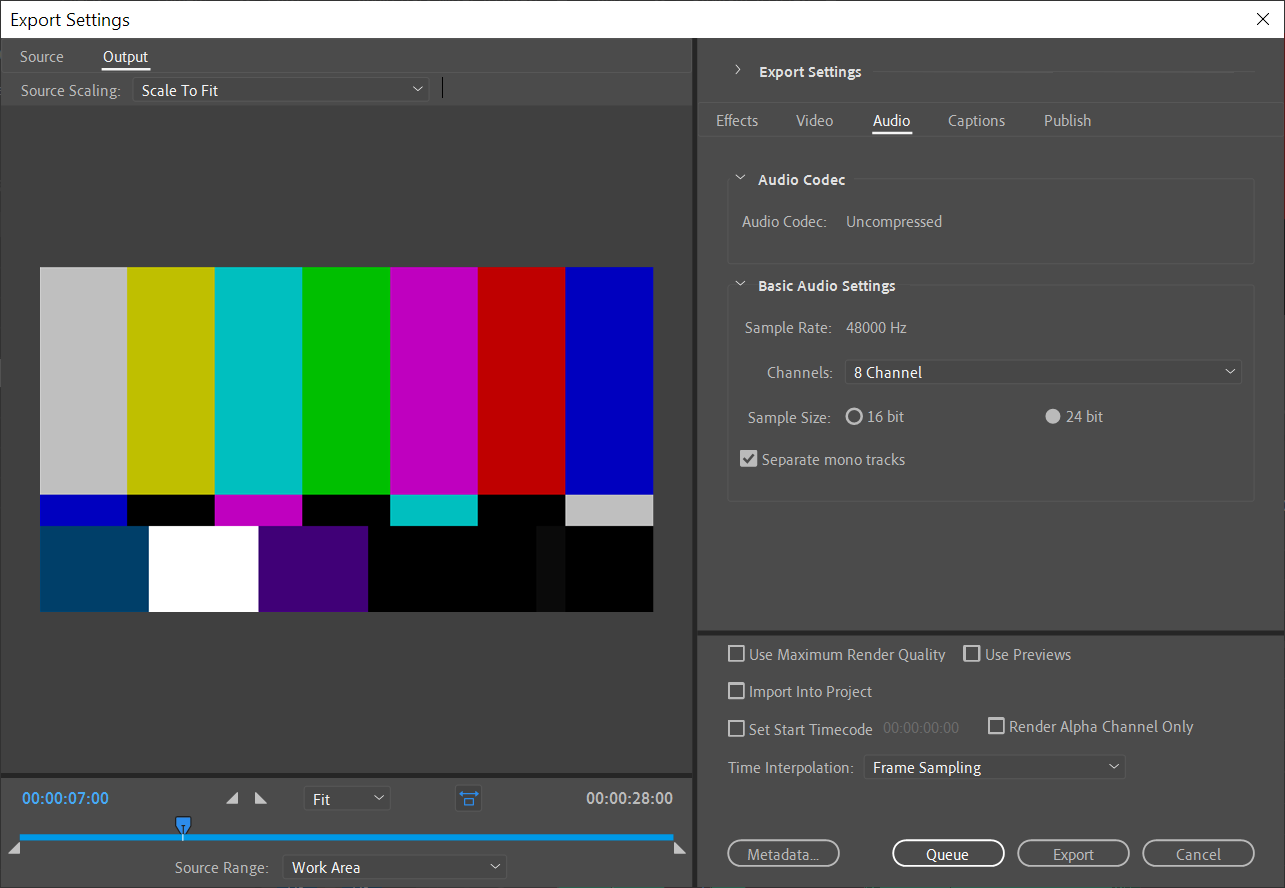 Export Settings
Source Output
Source Scaling: Scale To Fit
00:00:07:00 Fit 00:00:28:00
Source Range: Work Area
Export Settings
Effects Video Audio Captions Publish
Audio Codec
Audio Codec: Uncompressed
Basic Audio Settings
Sample Rate: 48000 Hz
Channels: 8 Channel
Sample Size: 16 bit 24 bit
Separate mono tracks
Use Maximum Render Quality Use Previews
Import Into Project
Set Start Timecode 00:00:00:00 Render Alpha Channel Only
Time Interpolation: Frame Sampling
Metadata... Queue Export Cancel